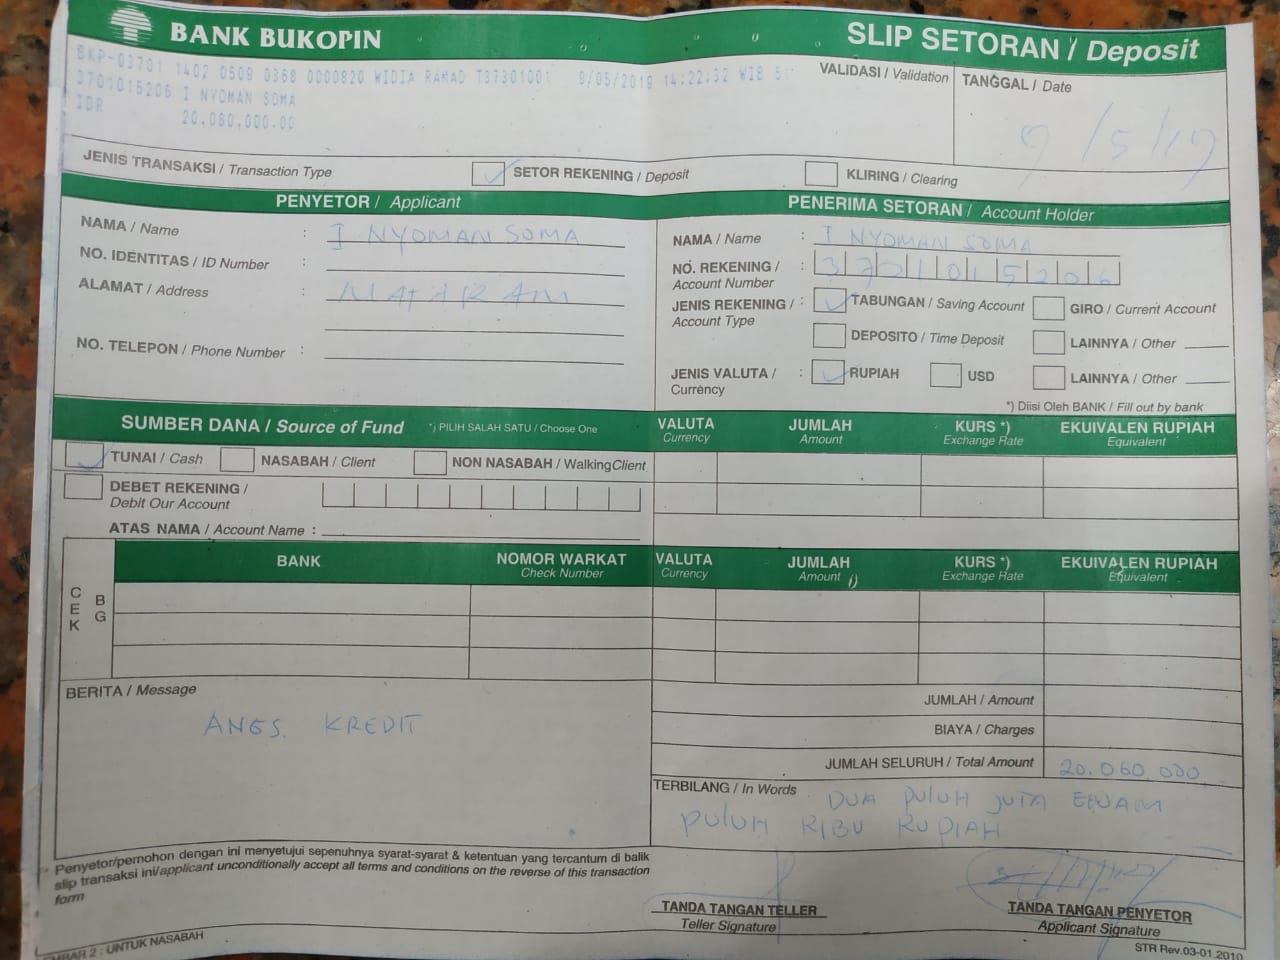 BANK BUKOPIN
SLIP SETORAN / Deposit
BKP-03701 1402 0509 0368 0000820 WIDIA RAMAD T37301001 9/05/2019 14:22:32 WIB 51
3701015206 I NYOMAN SOMA
IDR 20,060,000.00
VALIDASI / Validation
TANGGAL / Date
9/5/19
JENIS TRANSAKSI / Transaction Type
SETOR REKENING / Deposit
KLIRING / Clearing
PENYETOR / Applicant
NAMA / Name : I NYOMAN SOMA
NO. IDENTITAS / ID Number :
ALAMAT / Address : MATARAM
NO. TELEPON / Phone Number :
PENERIMA SETORAN / Account Holder
NAMA / Name : I NYOMAN SOMA
NO. REKENING / : 3701015206
Account Number
JENIS REKENING / : TABUNGAN / Saving Account GIRO / Current Account
Account Type
DEPOSITO / Time Deposit LAINNYA / Other
JENIS VALUTA / : RUPIAH USD LAINNYA / Other
Currency
*) Diisi Oleh BANK / Fill out by bank
SUMBER DANA / Source of Fund *) PILIH SALAH SATU / Choose One
VALUTA JUMLAH KURS *) EKUIVALEN RUPIAH
Currency Amount Exchange Rate Equivalent
TUNAI / Cash NASABAH / Client NON NASABAH / WalkingClient
DEBET REKENING /
Debit Our Account
ATAS NAMA / Account Name :
CEK BG
BANK NOMOR WARKAT VALUTA JUMLAH KURS *) EKUIVALEN RUPIAH
Check Number Currency Amount Exchange Rate Equivalent
BERITA / Message
ANGS. KREDIT
JUMLAH / Amount
BIAYA / Charges
JUMLAH SELURUH / Total Amount 20.060.000,-
TERBILANG / In Words DUA PULUH JUTA ENAM
PULUH RIBU RUPIAH
Penyetor/pemohon dengan ini menyetujui sepenuhnya syarat-syarat & ketentuan yang tercantum di balik
slip transaksi ini/applicant unconditionally accept all terms and conditions on the reverse of this transaction
form
TANDA TANGAN TELLER
Teller Signature
TANDA TANGAN PENYETOR
Applicant Signature
2 : UNTUK NASABAH
STR Rev.03-01.2010